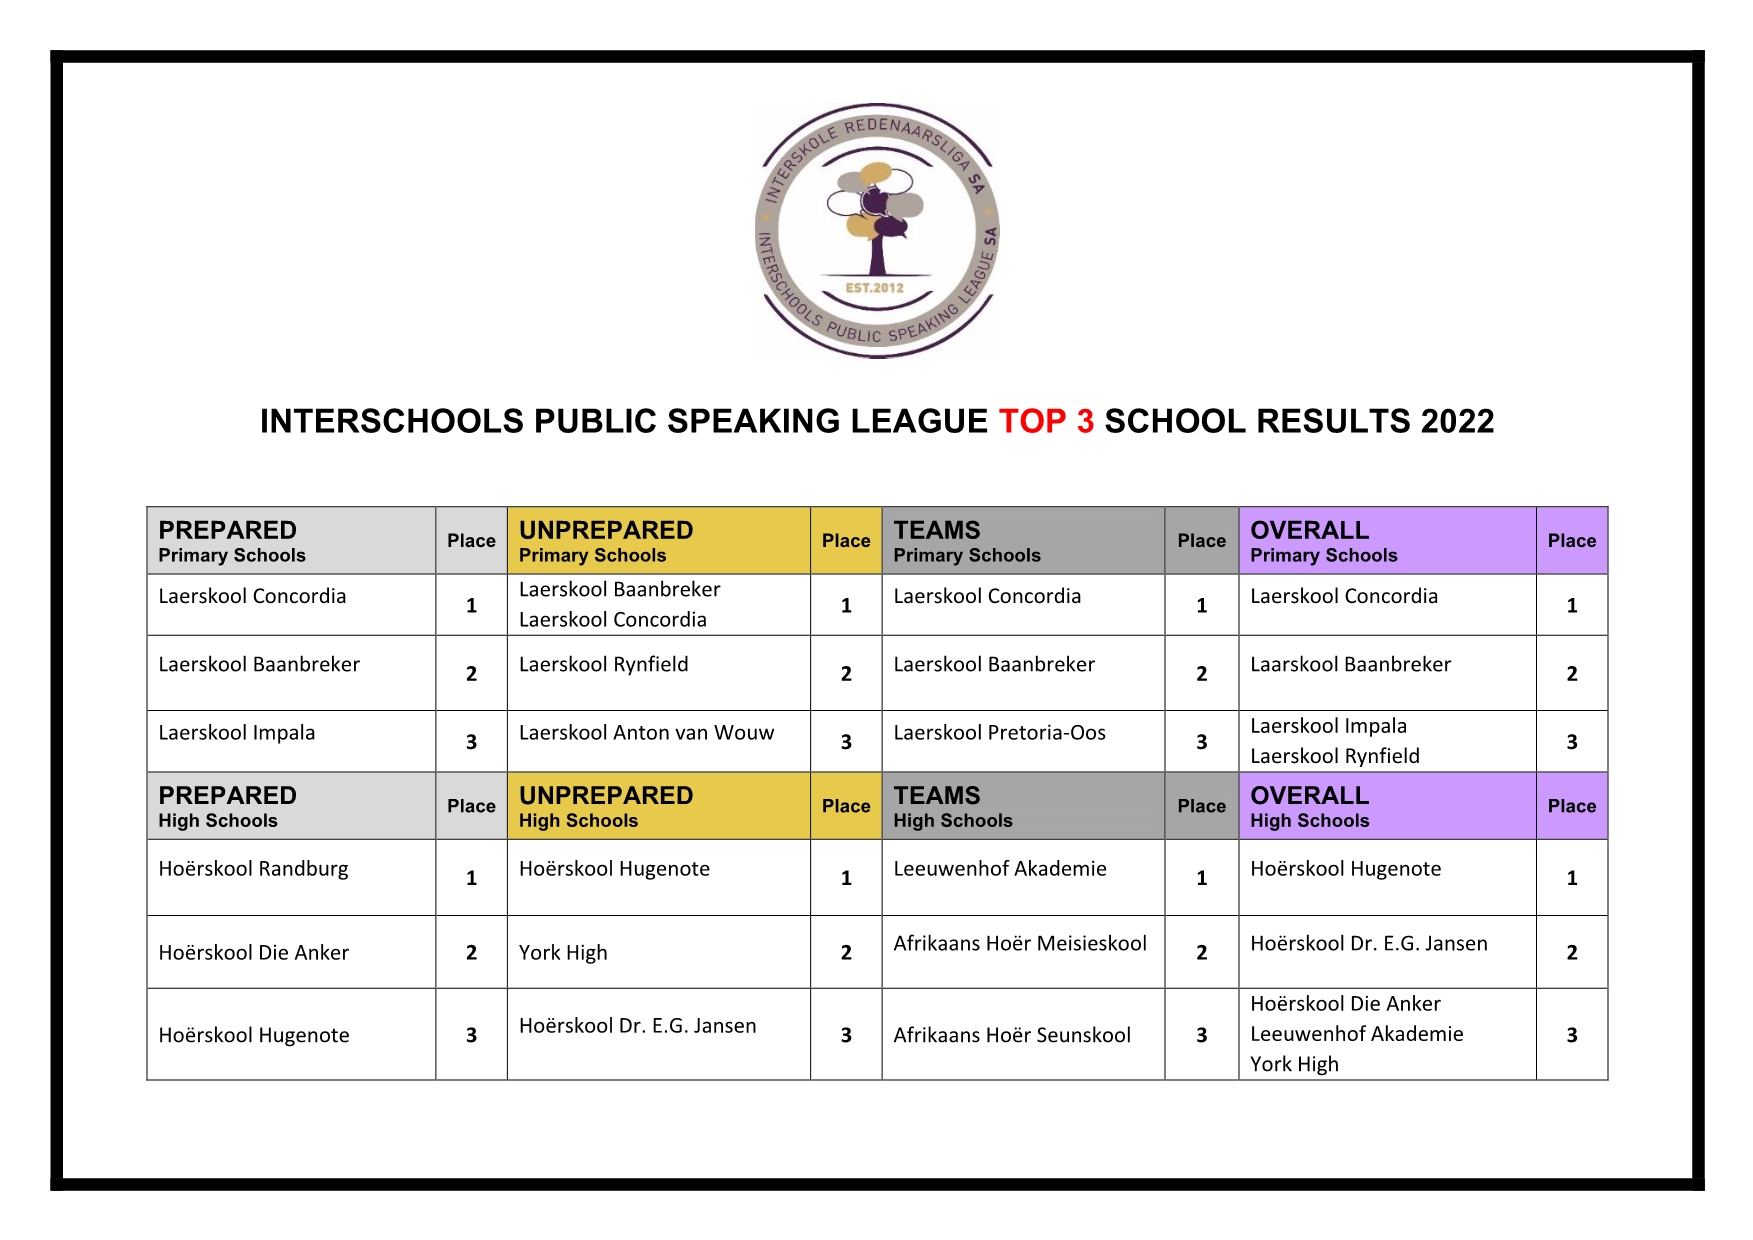 INTERSKOLE REDENAARSLIGA SA
EST.2012
INTERSCHOOLS PUBLIC SPEAKING LEAGUE SA
INTERSCHOOLS PUBLIC SPEAKING LEAGUE TOP 3 SCHOOL RESULTS 2022
PREPARED
Primary Schools
Place
UNPREPARED
Primary Schools
Place
TEAMS
Primary Schools
Place
OVERALL
Primary Schools
Place
Laerskool Concordia
1
Laerskool Baanbreker
Laerskool Concordia
1
Laerskool Concordia
1
Laerskool Concordia
1
Laerskool Baanbreker
2
Laerskool Rynfield
2
Laerskool Baanbreker
2
Laarskool Baanbreker
2
Laerskool Impala
3
Laerskool Anton van Wouw
3
Laerskool Pretoria-Oos
3
Laerskool Impala
Laerskool Rynfield
3
PREPARED
High Schools
Place
UNPREPARED
High Schools
Place
TEAMS
High Schools
Place
OVERALL
High Schools
Place
Hoërskool Randburg
1
Hoërskool Hugenote
1
Leeuwenhof Akademie
1
Hoërskool Hugenote
1
Hoërskool Die Anker
2
York High
2
Afrikaans Hoër Meisieskool
2
Hoërskool Dr. E.G. Jansen
2
Hoërskool Hugenote
3
Hoërskool Dr. E.G. Jansen
3
Afrikaans Hoër Seunskool
3
Hoërskool Die Anker
Leeuwenhof Akademie
York High
3